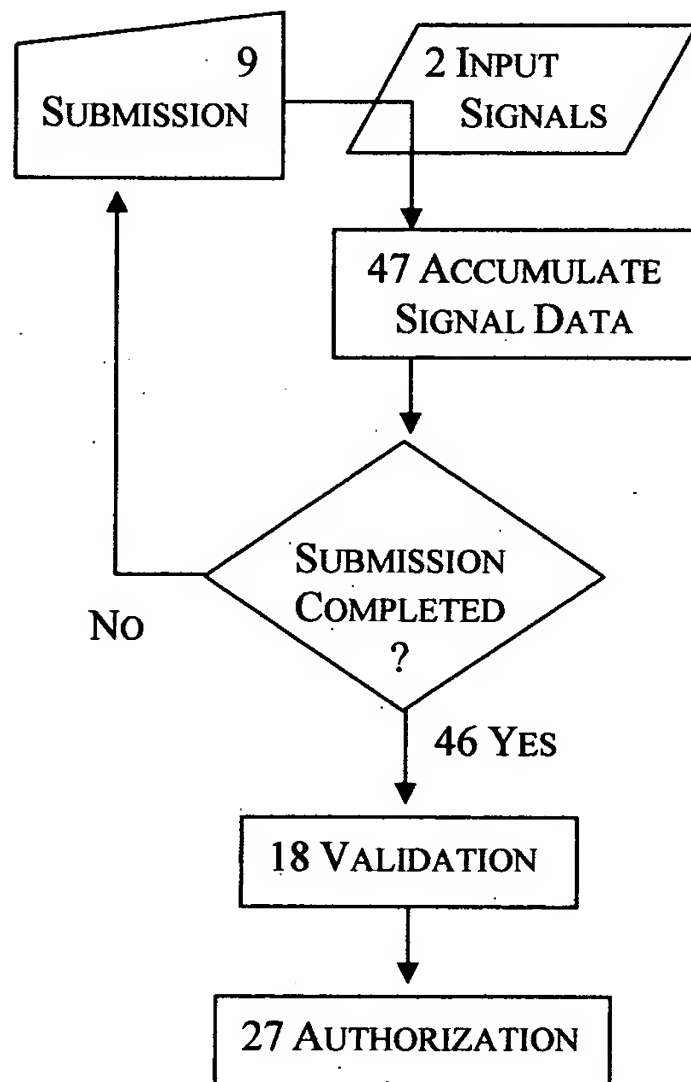 9
SUBMISSION
2 INPUT
SIGNALS
47 ACCUMULATE
SIGNAL DATA
SUBMISSION
COMPLETED
?
NO
46 YES
18 VALIDATION
27 AUTHORIZATION